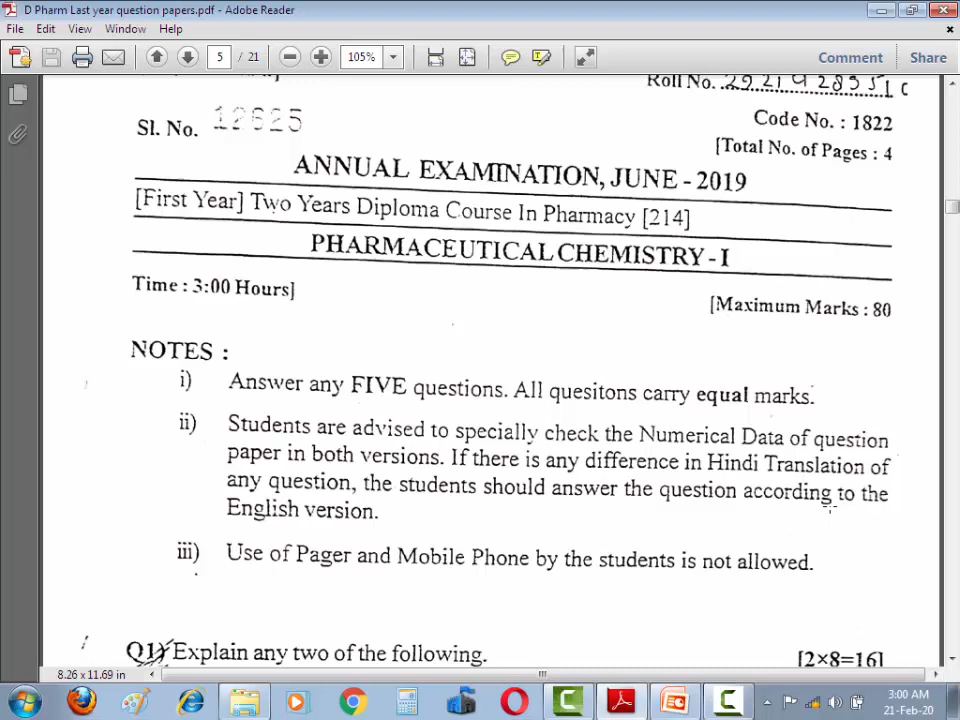 D Pharm Last year question papers.pdf - Adobe Reader
File Edit View Window Help
5 / 21 105% Comment Share
Roll No.
Sl. No. 12625
Code No. : 1822
[Total No. of Pages : 4
ANNUAL EXAMINATION, JUNE - 2019
[First Year] Two Years Diploma Course In Pharmacy [214]
PHARMACEUTICAL CHEMISTRY - I
Time : 3:00 Hours]
[Maximum Marks : 80
NOTES :
i) Answer any FIVE questions. All quesitons carry equal marks.
ii) Students are advised to specially check the Numerical Data of question
paper in both versions. If there is any difference in Hindi Translation of
any question, the students should answer the question according to the
English version.
iii) Use of Pager and Mobile Phone by the students is not allowed.
Q1) Explain any two of the following. [2×8=16]
8.26 x 11.69 in
3:00 AM
21-Feb-20